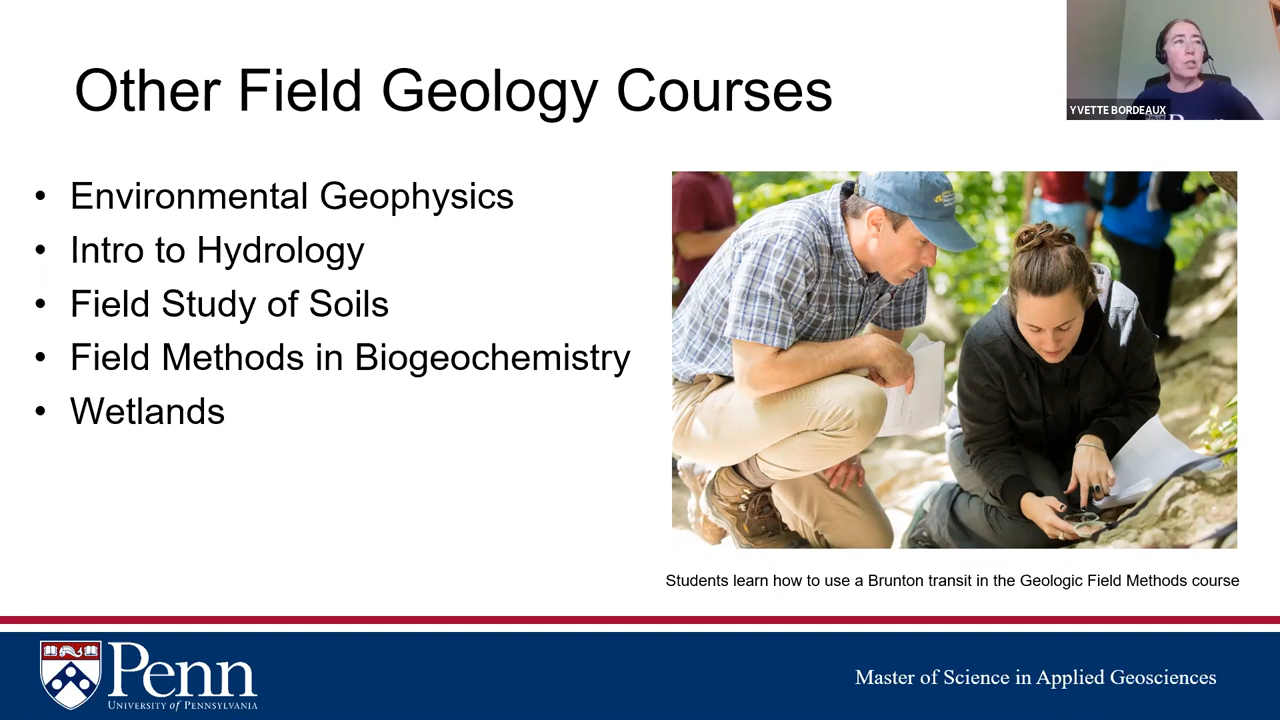 Other Field Geology Courses
YVETTE BORDEAUX
• Environmental Geophysics
• Intro to Hydrology
• Field Study of Soils
• Field Methods in Biogeochemistry
• Wetlands
Students learn how to use a Brunton transit in the Geologic Field Methods course
Penn
UNIVERSITY of PENNSYLVANIA
Master of Science in Applied Geosciences